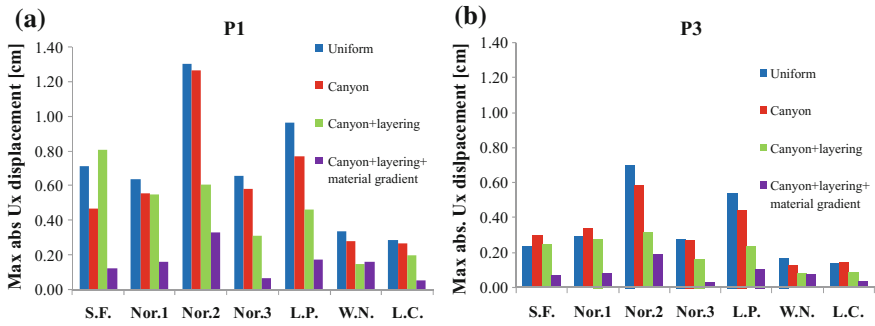 (a)
P1
Max abs Ux displacement [cm]
1.40
1.20
1.00
0.80
0.60
0.40
0.20
0.00
Uniform
Canyon
Canyon+layering
Canyon+layering+
material gradient
S.F. Nor.1 Nor.2 Nor.3 L.P. W.N. L.C.
(b)
P3
Max abs. Ux dislpacement [cm]
1.40
1.20
1.00
0.80
0.60
0.40
0.20
0.00
Uniform
Canyon
Canyon+layering
Canyon+layering+
material gradient
S.F. Nor.1 Nor.2 Nor.3 L.P. W.N. L.C.